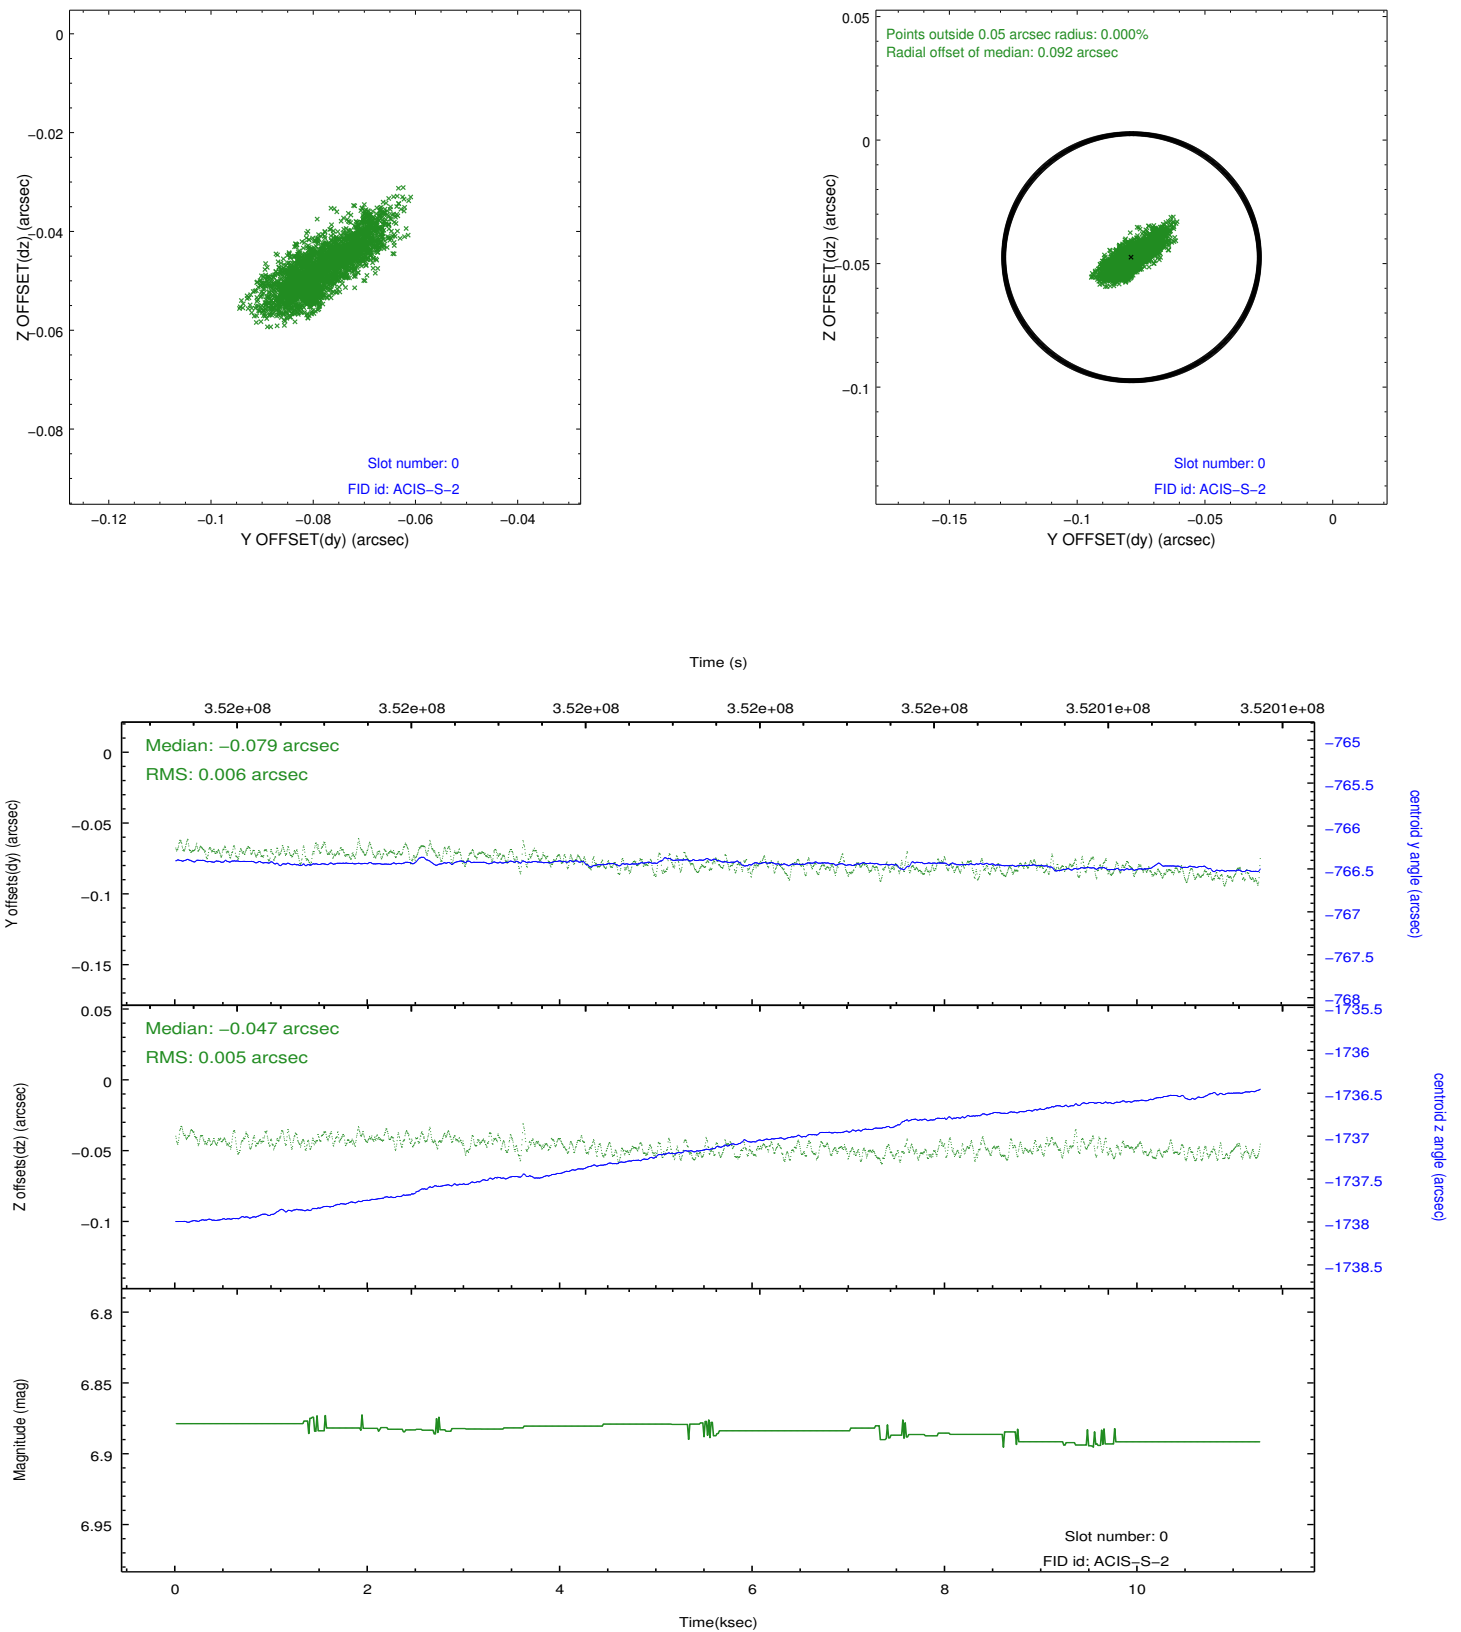 0
−0.02
−0.04
−0.06
−0.08
Z OFFSET(dz) (arcsec)
Slot number: 0
FID id: ACIS−S−2
−0.12
−0.1
−0.08
−0.06
−0.04
Y OFFSET(dy) (arcsec)
0.05
0
−0.05
−0.1
Z OFFSET(dz) (arcsec)
Points outside 0.05 arcsec radius: 0.000%
Radial offset of median: 0.092 arcsec
Slot number: 0
FID id: ACIS−S−2
−0.15
−0.1
−0.05
0
Y OFFSET(dy) (arcsec)
Time (s)
3.52e+08
3.52e+08
3.52e+08
3.52e+08
3.52e+08
3.5201e+08
3.5201e+08
Median: −0.079 arcsec
RMS: 0.006 arcsec
0
−0.05
−0.1
−0.15
Y offsets(dy) (arcsec)
−765
−765.5
−766
−766.5
−767
−767.5
−768
centroid y angle (arcsec)
Median: −0.047 arcsec
RMS: 0.005 arcsec
0.05
0
−0.05
−0.1
Z offsets(dz) (arcsec)
−1735.5
−1736
−1736.5
−1737
−1737.5
−1738
−1738.5
centroid z angle (arcsec)
6.8
6.85
6.9
6.95
Magnitude (mag)
Slot number: 0
FID id: ACIS−S−2
0
2
4
6
8
10
Time(ksec)